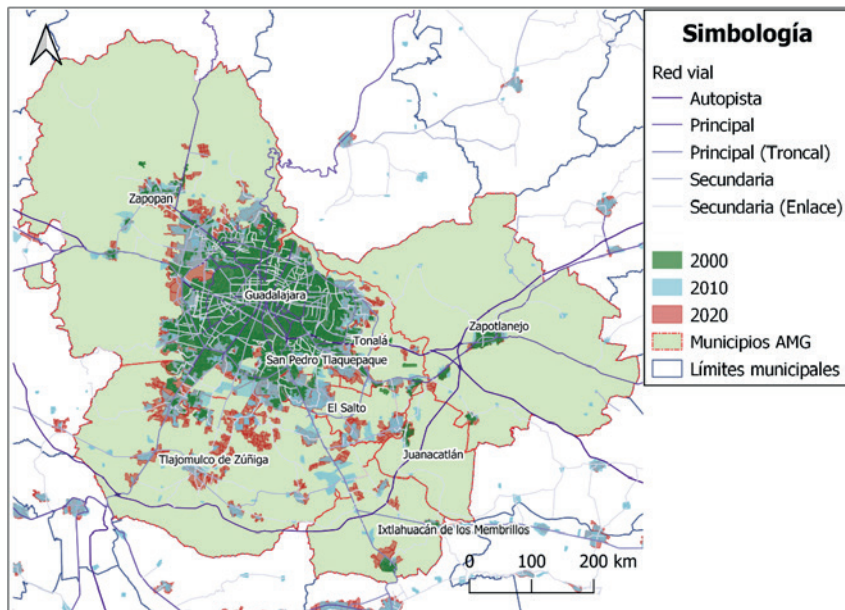 Simbología
Red vial
Autopista
Principal
Principal (Troncal)
Secundaria
Secundaria (Enlace)
2000
2010
2020
Municipios AMG
Límites municipales
Zapopan
Guadalajara
Zapotlanejo
Tonalá
San Pedro Tlaquepaque
El Salto
Juanacatlán
Tlajomulco de Zúñiga
Ixtlahuacán de los Membrillos
0 100 200 km